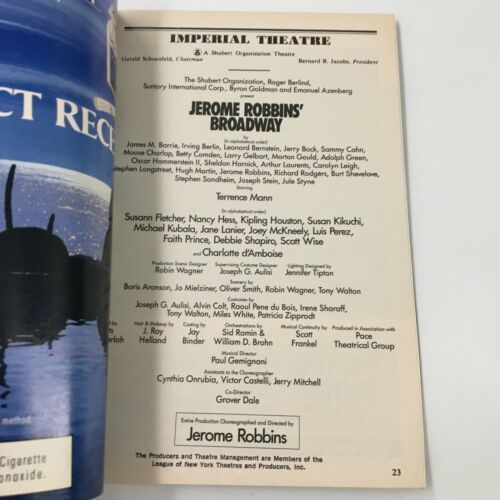 CT RECE
method.
Cigarette
onoxide.
IMPERIAL THEATRE
A Shubert Organization Theatre
Gerald Schoenfeld, Chairman Bernard B. Jacobs, President
The Shubert Organization, Roger Berlind,
Suntory International Corp., Byron Goldman and Emanuel Azenberg
present
JEROME ROBBINS'
BROADWAY
by
(in alphabetical order)
James M. Barrie, Irving Berlin, Leonard Bernstein, Jerry Bock, Sammy Cahn,
Moose Charlap, Betty Comden, Larry Gelbart, Morton Gould, Adolph Green,
Oscar Hammerstein II, Sheldon Harnick, Arthur Laurents, Carolyn Leigh,
Stephen Longstreet, Hugh Martin, Jerome Robbins, Richard Rodgers, Burt Shevelove,
Stephen Sondheim, Joseph Stein, Jule Styne
Starring
Terrence Mann
(in alphabetical order)
Susann Fletcher, Nancy Hess, Kipling Houston, Susan Kikuchi,
Michael Kubala, Jane Lanier, Joey McKneely, Luis Perez,
Faith Prince, Debbie Shapiro, Scott Wise
and Charlotte d'Amboise
Production Scenic Designer Supervising Costume Designer Lighting Designed by
Robin Wagner Joseph G. Aulisi Jennifer Tipton
Scenery by
Boris Aronson, Jo Mielziner, Oliver Smith, Robin Wagner, Tony Walton
Costumes by
Joseph G. Aulisi, Alvin Colt, Raoul Pene du Bois, Irene Sharaff,
Tony Walton, Miles White, Patricia Zipprodt
by Hair & Makeup by Casting by Orchestrations by Musical Continuity by Produced in Association with
J. Roy Jay Sid Ramin & Scott Pace
Helland Binder William D. Brohn Frankel Theatrical Group
Musical Director
Paul Gemignani
Assistants to the Choreographer
Cynthia Onrubia, Victor Castelli, Jerry Mitchell
Co-Director
Grover Dale
Entire Production Choreographed and Directed by
Jerome Robbins
The Producers and Theatre Management are Members of the
League of New York Theatres and Producers, Inc.
23